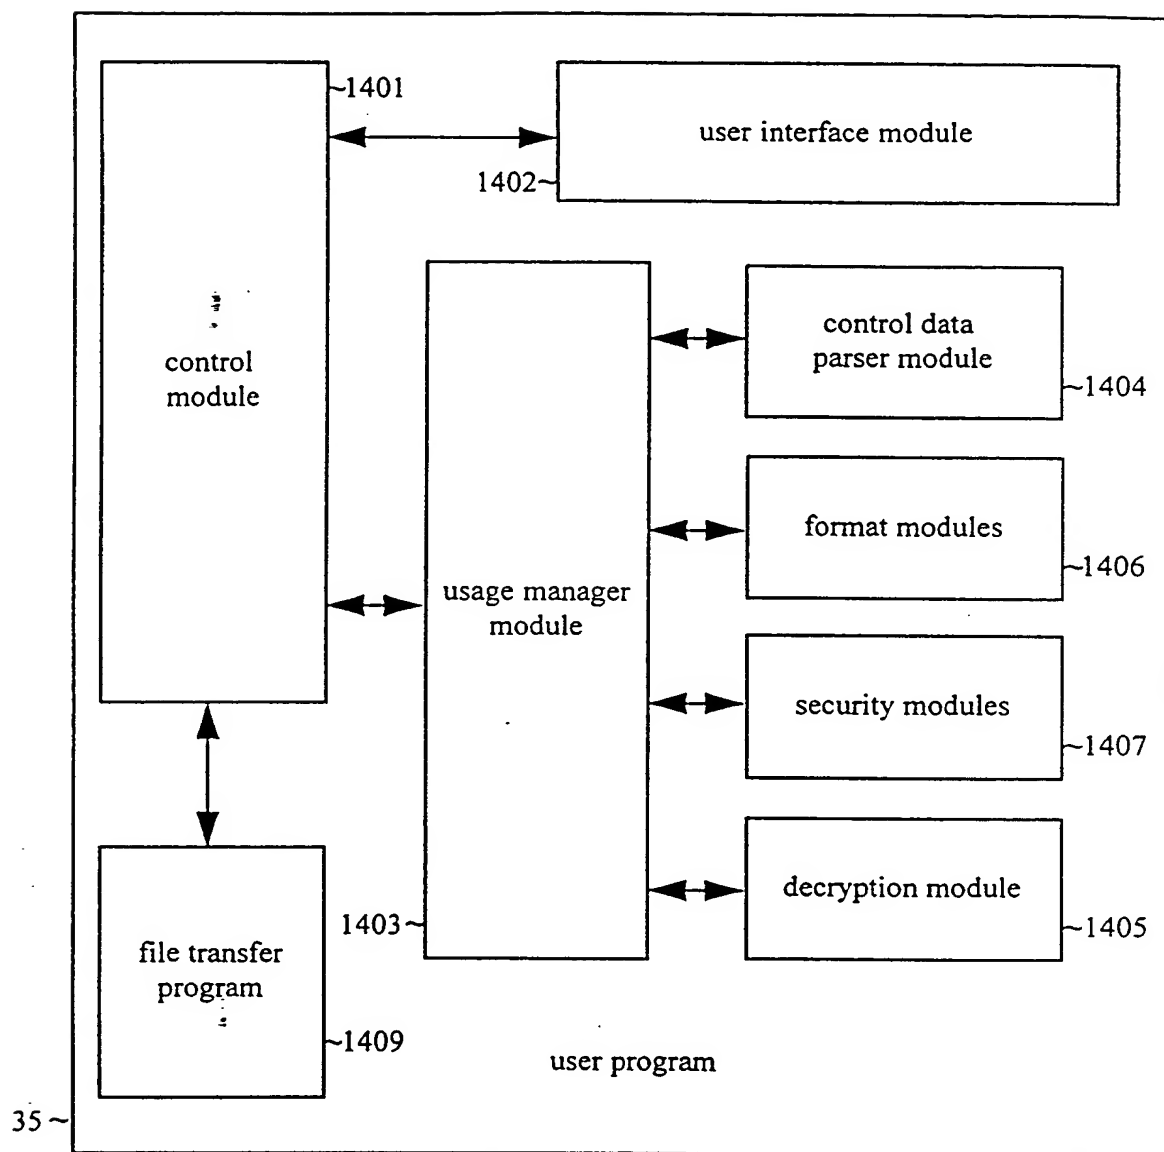 ~1401
user interface module
1402~
control data
parser module
~1404
control
module
format modules
~1406
usage manager
module
security modules
~1407
decryption module
~1405
1403~
file transfer
program
~1409
user program
35~